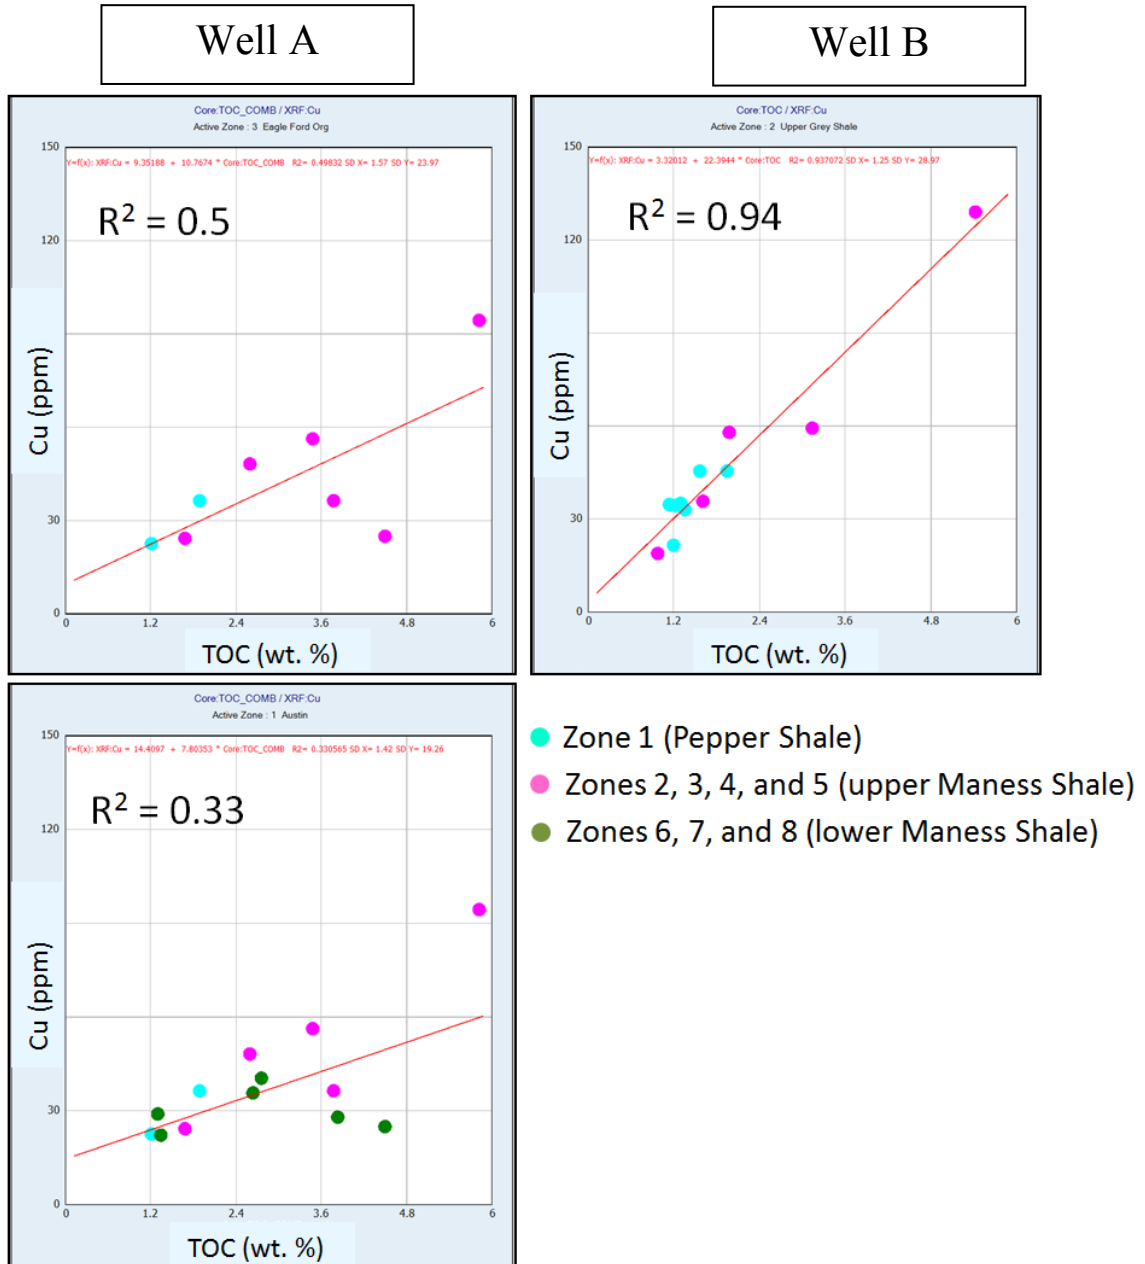 Well A
Well B
Core:TOC_COMB / XRF:Cu
Active Zone : 3 Eagle Ford Org
150
Y=f(x): XRF:Cu = 9.35188 + 10.7674 * Core:TOC_COMB R2= 0.49832 SD X= 1.57 SD Y= 23.97
R² = 0.5
120
Cu (ppm)
30
0
0 1.2 2.4 3.6 4.8 6
TOC (wt. %)
Core:TOC / XRF:Cu
Active Zone : 2 Upper Grey Shale
150
Y=f(x): XRF:Cu = 3.32012 + 22.3944 * Core:TOC R2= 0.937072 SD X= 1.25 SD Y= 28.97
R² = 0.94
120
Cu (ppm)
30
0
0 1.2 2.4 3.6 4.8 6
TOC (wt. %)
Core:TOC_COMB / XRF:Cu
Active Zone : 1 Austin
150
Y=f(x): XRF:Cu = 14.4097 + 7.80353 * Core:TOC_COMB R2= 0.330565 SD X= 1.42 SD Y= 19.26
R² = 0.33
120
Cu (ppm)
30
0
0 1.2 2.4 3.6 4.8 6
TOC (wt. %)
Zone 1 (Pepper Shale)
Zones 2, 3, 4, and 5 (upper Maness Shale)
Zones 6, 7, and 8 (lower Maness Shale)